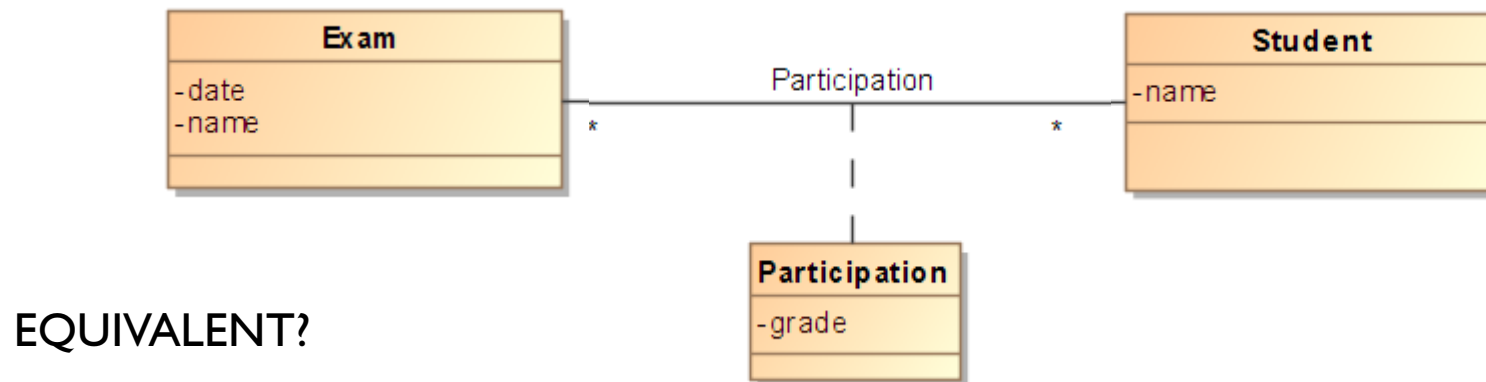 Exam
-date
-name
Participation
*
*
Student
-name
Participation
-grade
EQUIVALENT?